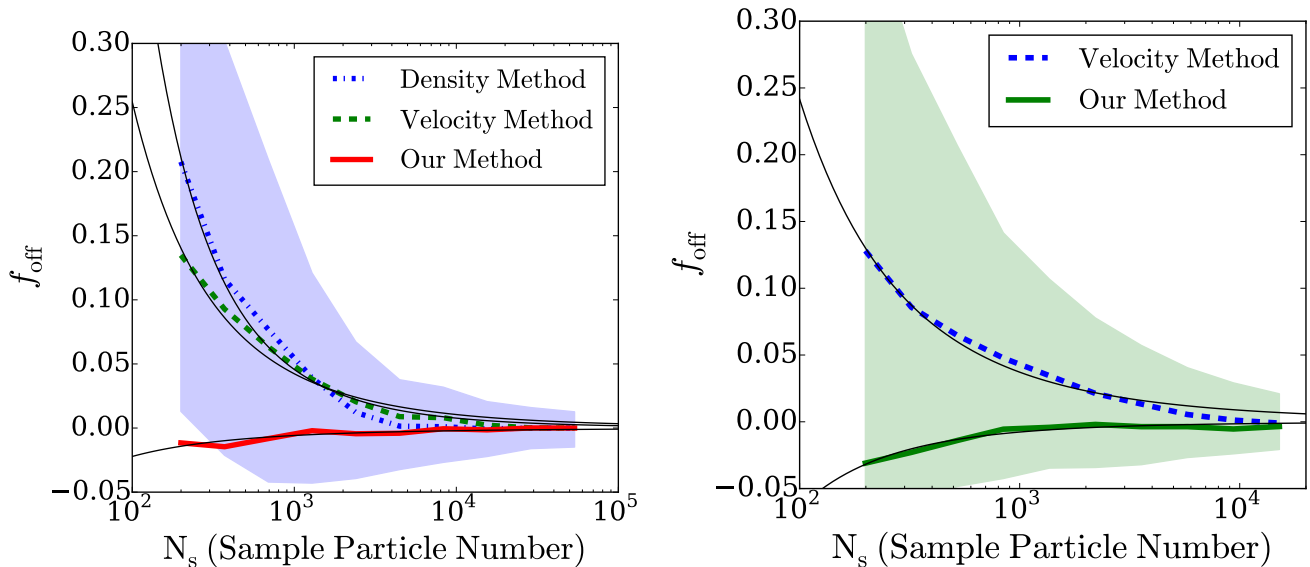 0.30
0.25
0.20
0.15
0.10
0.05
0.00
−0.05
f_off
10^2
10^3
10^4
10^5
N_s (Sample Particle Number)
Density Method
Velocity Method
Our Method
0.30
0.25
0.20
0.15
0.10
0.05
0.00
−0.05
f_off
10^2
10^3
10^4
N_s (Sample Particle Number)
Velocity Method
Our Method